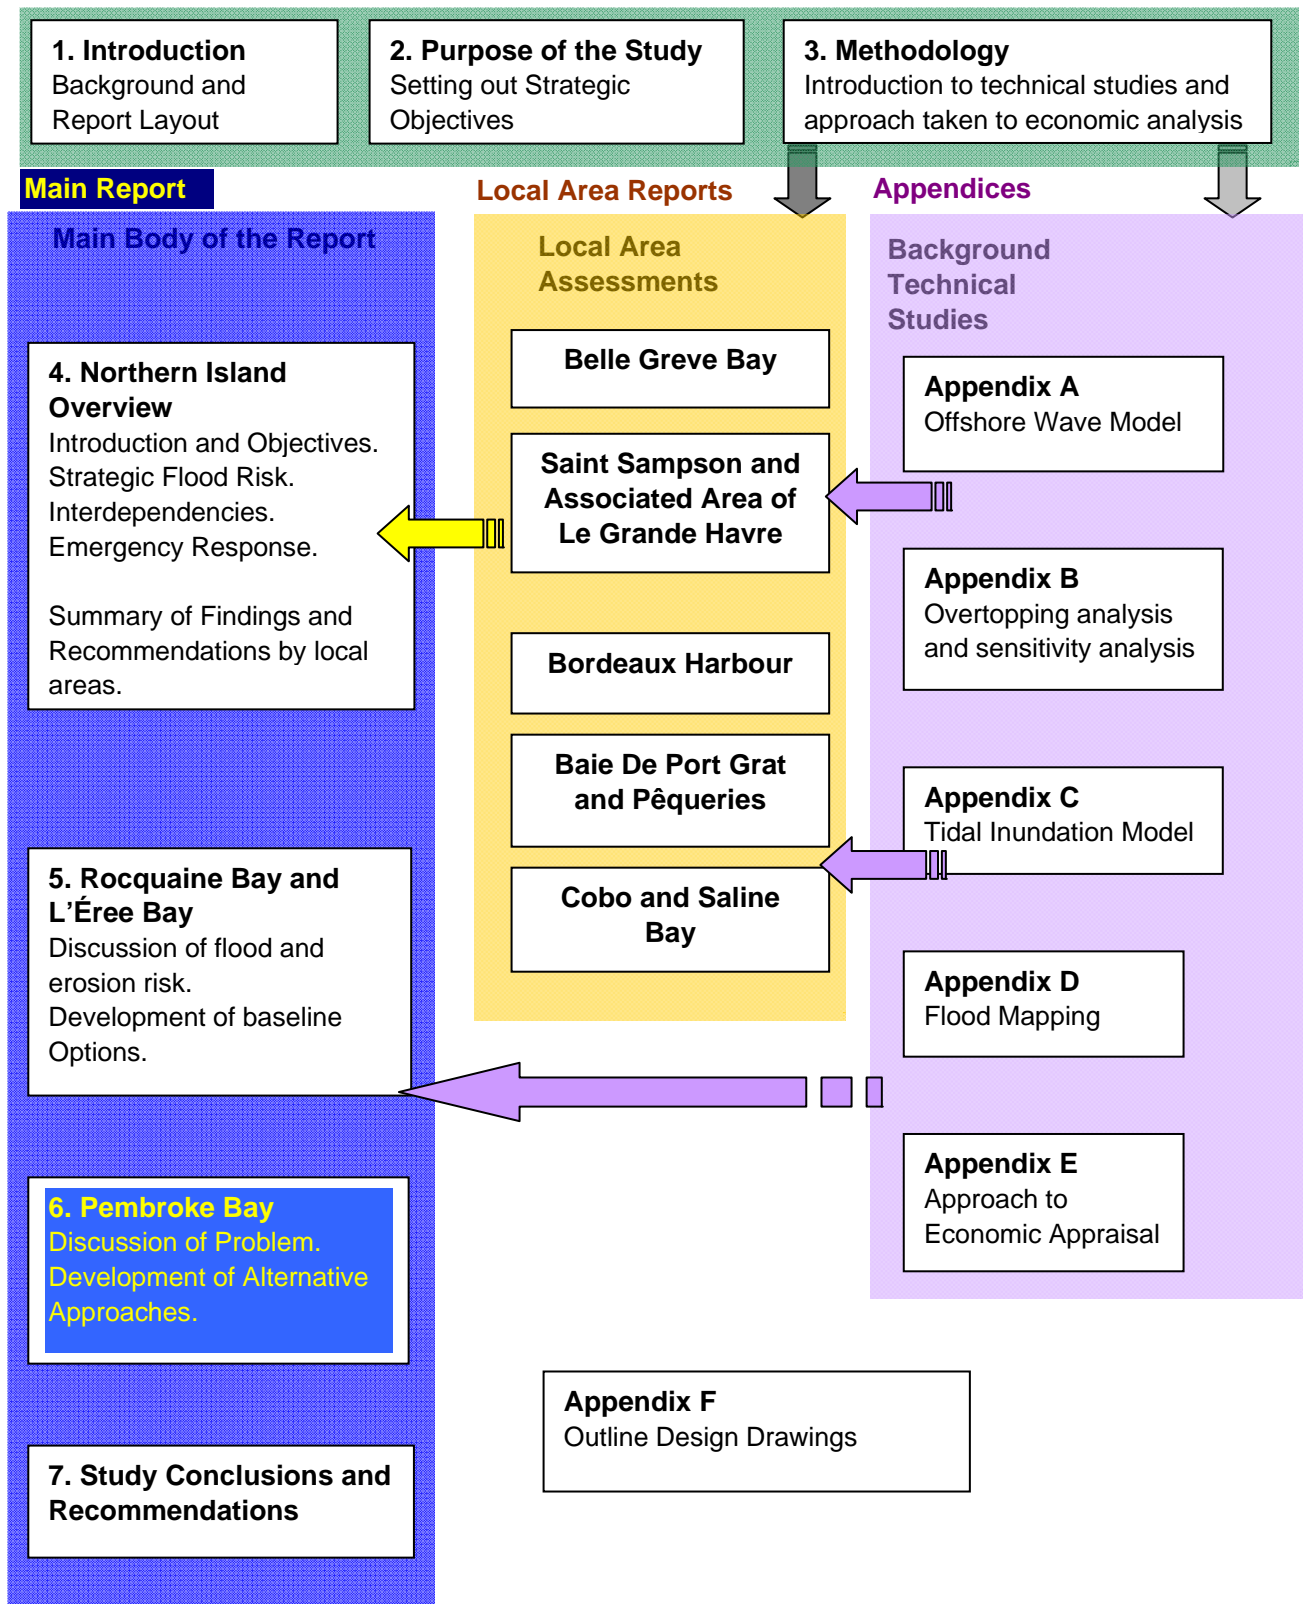 1. Introduction
Background and
Report Layout
2. Purpose of the Study
Setting out Strategic
Objectives
3. Methodology
Introduction to technical studies and
approach taken to economic analysis
Main Report
Main Body of the Report
4. Northern Island
Overview
Introduction and Objectives.
Strategic Flood Risk.
Interdependencies.
Emergency Response.
Summary of Findings and
Recommendations by local
areas.
5. Rocquaine Bay and
L’Éree Bay
Discussion of flood and
erosion risk.
Development of baseline
Options.
6. Pembroke Bay
Discussion of Problem.
Development of Alternative
Approaches.
7. Study Conclusions and
Recommendations
Local Area Reports
Local Area
Assessments
Belle Greve Bay
Saint Sampson and
Associated Area of
Le Grande Havre
Bordeaux Harbour
Baie De Port Grat
and Pêqueries
Cobo and Saline
Bay
Appendices
Background
Technical
Studies
Appendix A
Offshore Wave Model
Appendix B
Overtopping analysis
and sensitivity analysis
Appendix C
Tidal Inundation Model
Appendix D
Flood Mapping
Appendix E
Approach to
Economic Appraisal
Appendix F
Outline Design Drawings